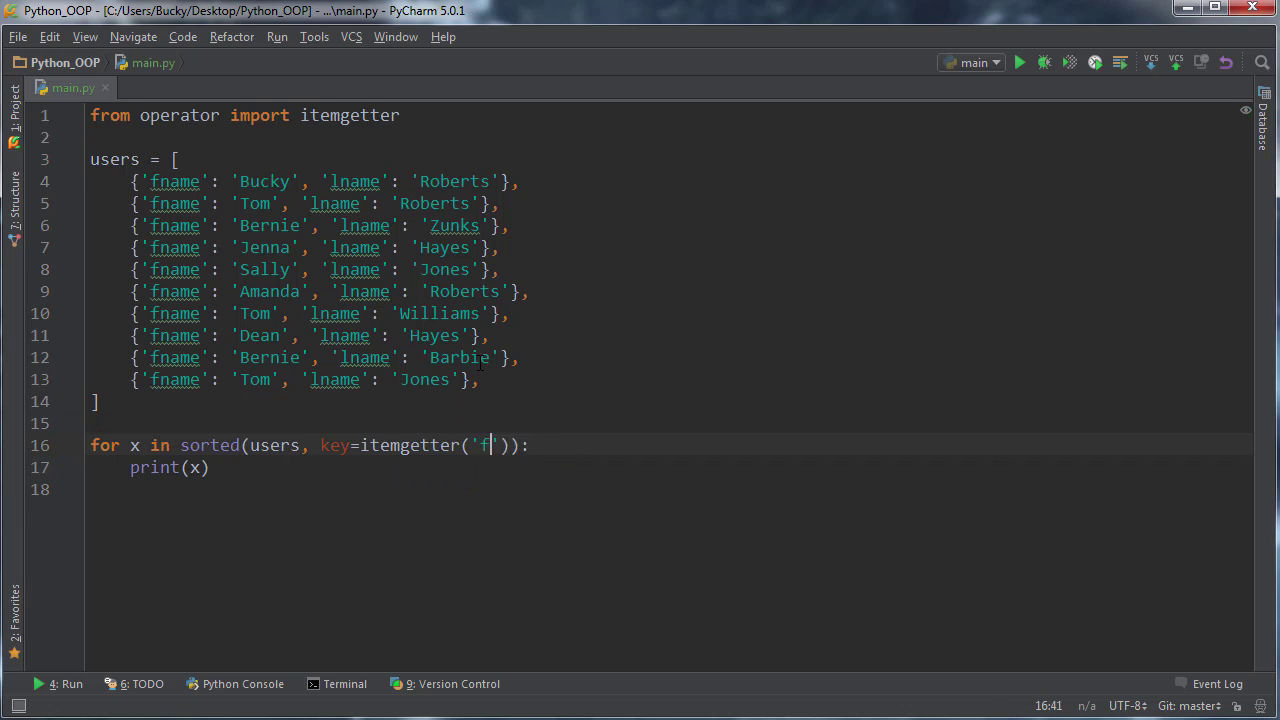 Python_OOP - [C:/Users/Bucky/Desktop/Python_OOP] - ...\main.py - PyCharm 5.0.1
File Edit View Navigate Code Refactor Run Tools VCS Window Help
Python_OOP main.py main VCS VCS
main.py
1: Project
7: Structure
2: Favorites
Database
1 from operator import itemgetter
2
3 users = [
4 {'fname': 'Bucky', 'lname': 'Roberts'},
5 {'fname': 'Tom', 'lname': 'Roberts'},
6 {'fname': 'Bernie', 'lname': 'Zunks'},
7 {'fname': 'Jenna', 'lname': 'Hayes'},
8 {'fname': 'Sally', 'lname': 'Jones'},
9 {'fname': 'Amanda', 'lname': 'Roberts'},
10 {'fname': 'Tom', 'lname': 'Williams'},
11 {'fname': 'Dean', 'lname': 'Hayes'},
12 {'fname': 'Bernie', 'lname': 'Barbie'},
13 {'fname': 'Tom', 'lname': 'Jones'},
14 ]
15
16 for x in sorted(users, key=itemgetter('f')):
17 print(x)
18
4: Run 6: TODO Python Console Terminal 9: Version Control Event Log
16:41 n/a UTF-8 Git: master